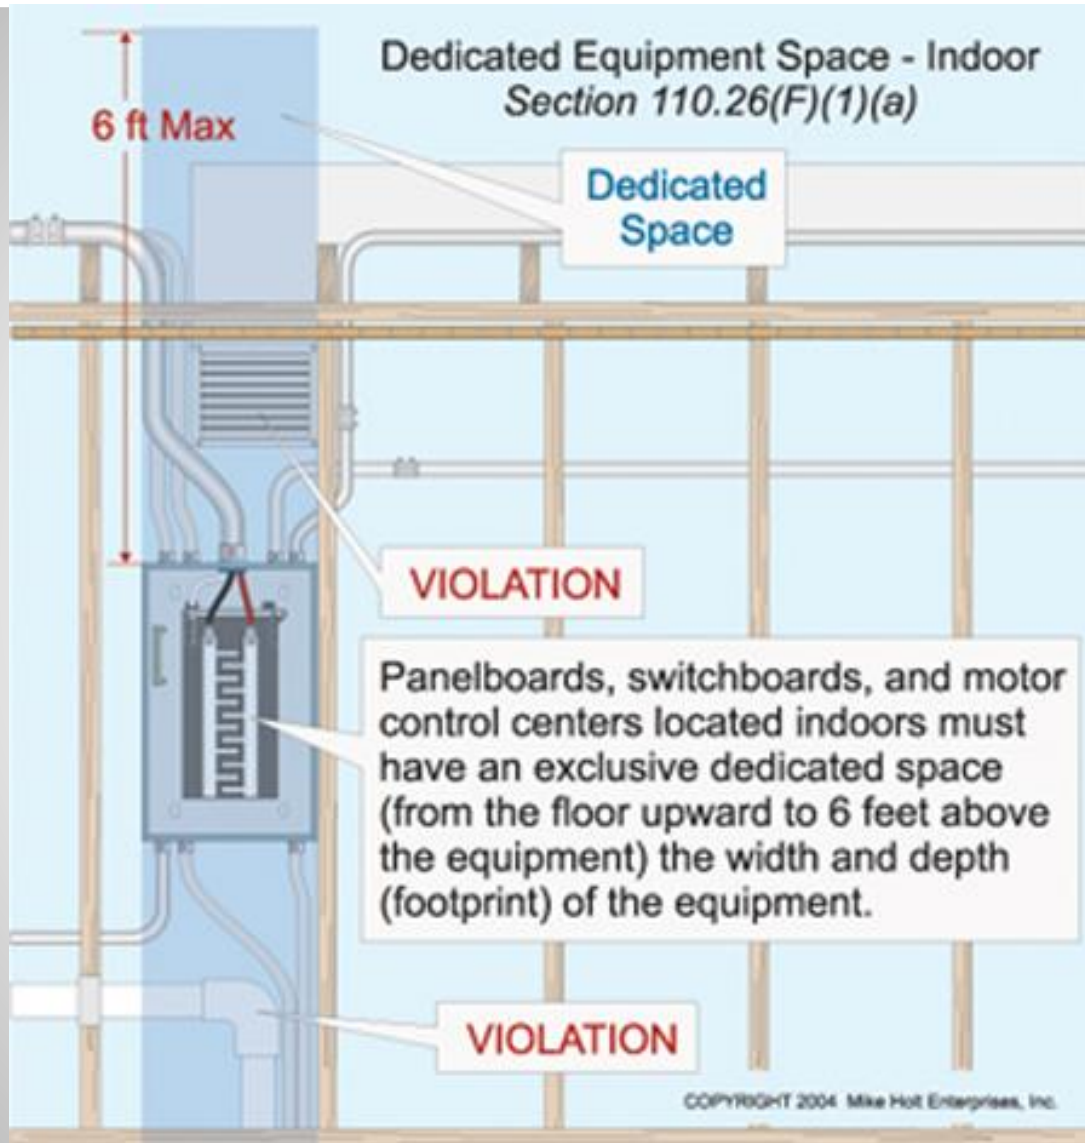 Dedicated Equipment Space - Indoor
Section 110.26(F)(1)(a)
6 ft Max
Dedicated
Space
VIOLATION
Panelboards, switchboards, and motor
control centers located indoors must
have an exclusive dedicated space
(from the floor upward to 6 feet above
the equipment) the width and depth
(footprint) of the equipment.
VIOLATION
COPYRIGHT 2004 Mike Holt Enterprises, Inc.